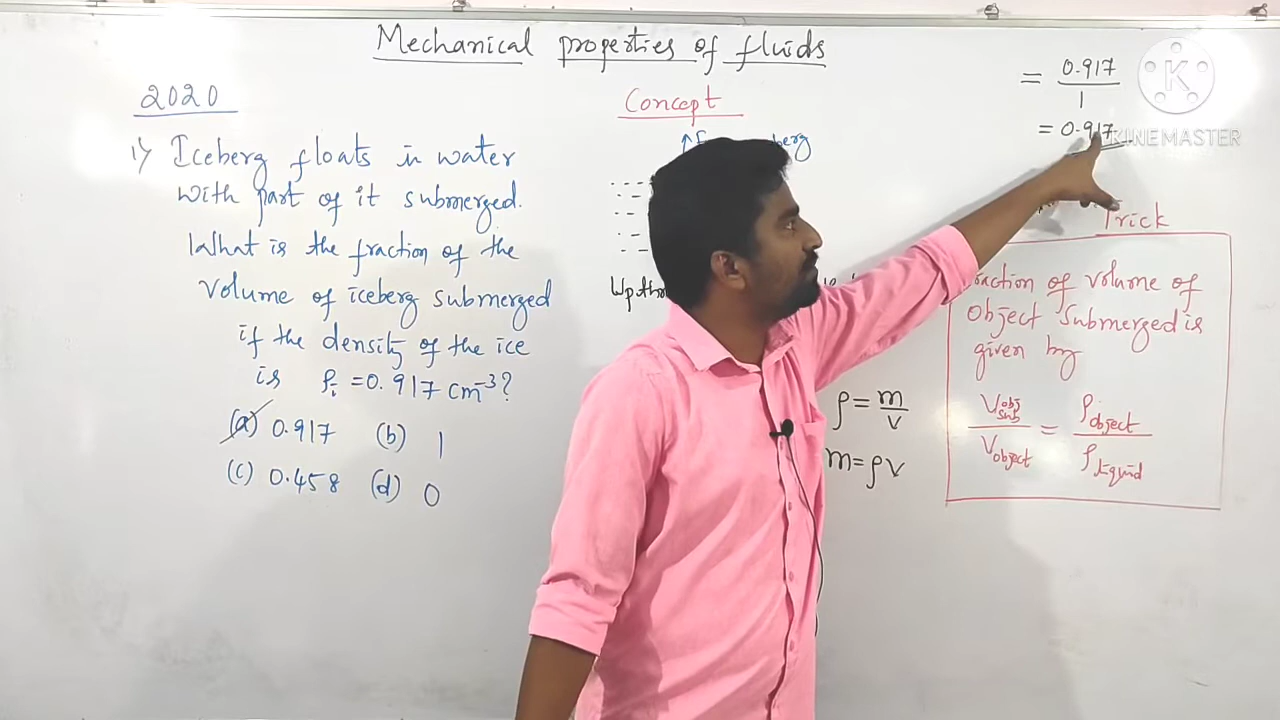 Mechanical properties of fluids
2020
1) Iceberg floats in water
with part of it submerged.
What is the fraction of the
volume of iceberg submerged
if the density of the ice
is ρi = 0.917 cm⁻³?
(a) 0.917 (b) 1
(c) 0.458 (d) 0
Concept
ρ = m/V
m = ρV
= 0.917/1
= 0.917
KINEMASTER
Trick
of volume of
object submerged is
given by
Vsub obj/Vobject = ρobject/ρliquid